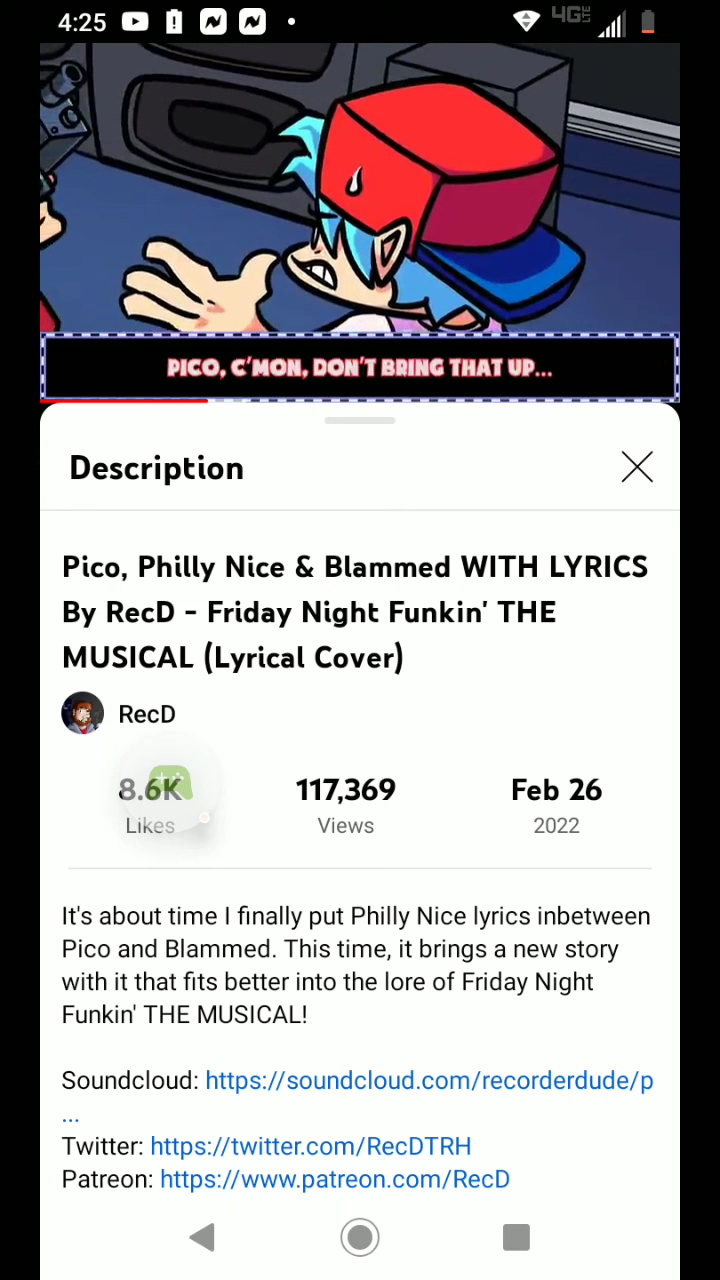 4:25
4G LTE
PICO, C'MON, DON'T BRING THAT UP...
Description
Pico, Philly Nice & Blammed WITH LYRICS
By RecD - Friday Night Funkin' THE
MUSICAL (Lyrical Cover)
RecD
8.6K 117,369 Feb 26
Likes Views 2022
It's about time I finally put Philly Nice lyrics inbetween
Pico and Blammed. This time, it brings a new story
with it that fits better into the lore of Friday Night
Funkin' THE MUSICAL!
Soundcloud: https://soundcloud.com/recorderdude/p
...
Twitter: https://twitter.com/RecDTRH
Patreon: https://www.patreon.com/RecD